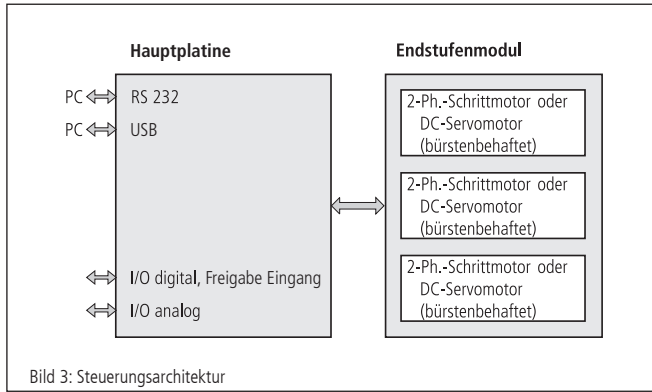 Hauptplatine
Endstufenmodul
PC RS 232
PC USB
I/O digital, Freigabe Eingang
I/O analog
2-Ph.-Schrittmotor oder
DC-Servomotor
(bürstenbehaftet)
2-Ph.-Schrittmotor oder
DC-Servomotor
(bürstenbehaftet)
2-Ph.-Schrittmotor oder
DC-Servomotor
(bürstenbehaftet)
Bild 3: Steuerungsarchitektur